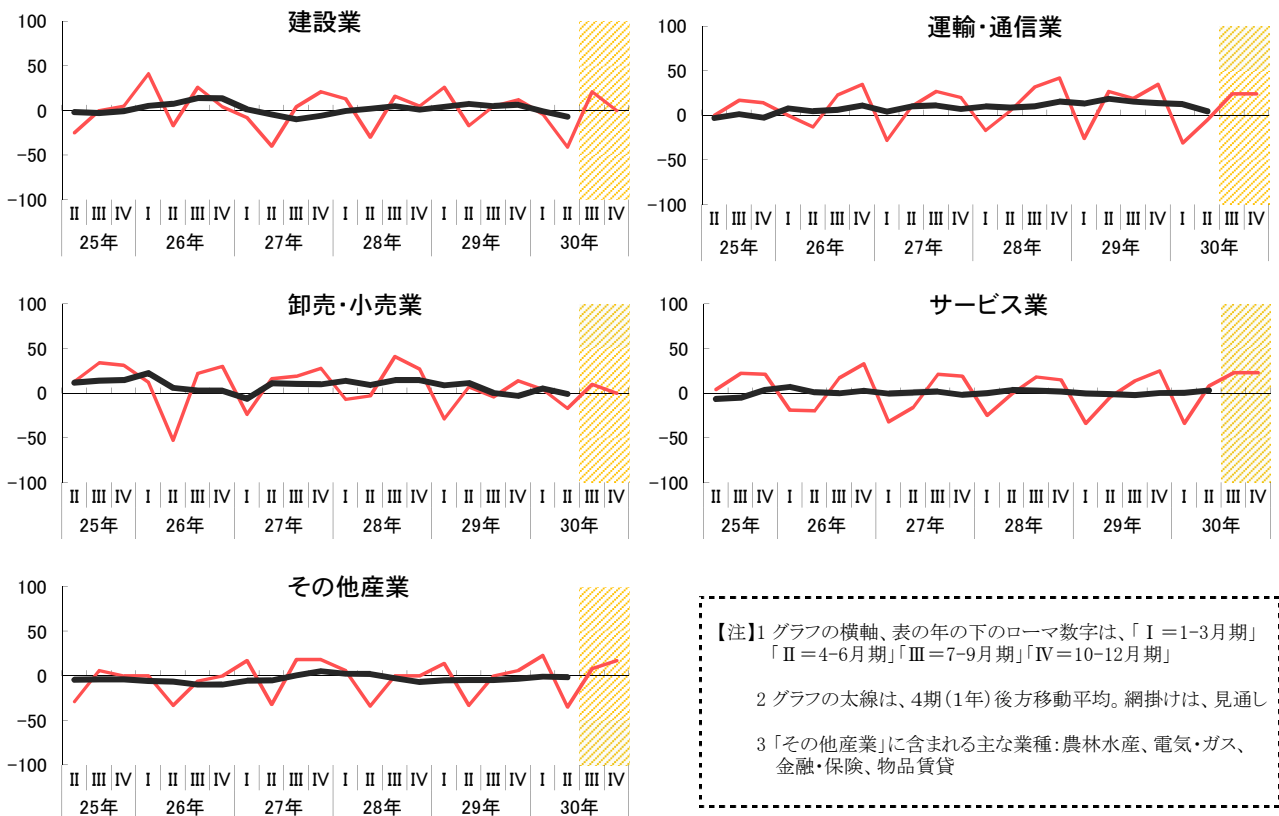 建設業
100
50
0
-50
-100
Ⅱ Ⅲ Ⅳ Ⅰ Ⅱ Ⅲ Ⅳ Ⅰ Ⅱ Ⅲ Ⅳ Ⅰ Ⅱ Ⅲ Ⅳ Ⅰ Ⅱ Ⅲ Ⅳ Ⅰ Ⅱ Ⅲ Ⅳ
25年 26年 27年 28年 29年 30年
運輸・通信業
100
50
0
-50
-100
Ⅱ Ⅲ Ⅳ Ⅰ Ⅱ Ⅲ Ⅳ Ⅰ Ⅱ Ⅲ Ⅳ Ⅰ Ⅱ Ⅲ Ⅳ Ⅰ Ⅱ Ⅲ Ⅳ Ⅰ Ⅱ Ⅲ Ⅳ
25年 26年 27年 28年 29年 30年
卸売・小売業
100
50
0
-50
-100
Ⅱ Ⅲ Ⅳ Ⅰ Ⅱ Ⅲ Ⅳ Ⅰ Ⅱ Ⅲ Ⅳ Ⅰ Ⅱ Ⅲ Ⅳ Ⅰ Ⅱ Ⅲ Ⅳ Ⅰ Ⅱ Ⅲ Ⅳ
25年 26年 27年 28年 29年 30年
サービス業
100
50
0
-50
-100
Ⅱ Ⅲ Ⅳ Ⅰ Ⅱ Ⅲ Ⅳ Ⅰ Ⅱ Ⅲ Ⅳ Ⅰ Ⅱ Ⅲ Ⅳ Ⅰ Ⅱ Ⅲ Ⅳ Ⅰ Ⅱ Ⅲ Ⅳ
25年 26年 27年 28年 29年 30年
その他産業
100
50
0
-50
-100
Ⅱ Ⅲ Ⅳ Ⅰ Ⅱ Ⅲ Ⅳ Ⅰ Ⅱ Ⅲ Ⅳ Ⅰ Ⅱ Ⅲ Ⅳ Ⅰ Ⅱ Ⅲ Ⅳ Ⅰ Ⅱ Ⅲ Ⅳ
25年 26年 27年 28年 29年 30年
【注】1 グラフの横軸、表の年の下のローマ数字は、「Ⅰ=1-3月期」
「Ⅱ=4-6月期」「Ⅲ=7-9月期」「Ⅳ=10-12月期」
2 グラフの太線は、4期(1年)後方移動平均。網掛けは、見通し
3 「その他産業」に含まれる主な業種:農林水産、電気・ガス、
金融・保険、物品賃貸